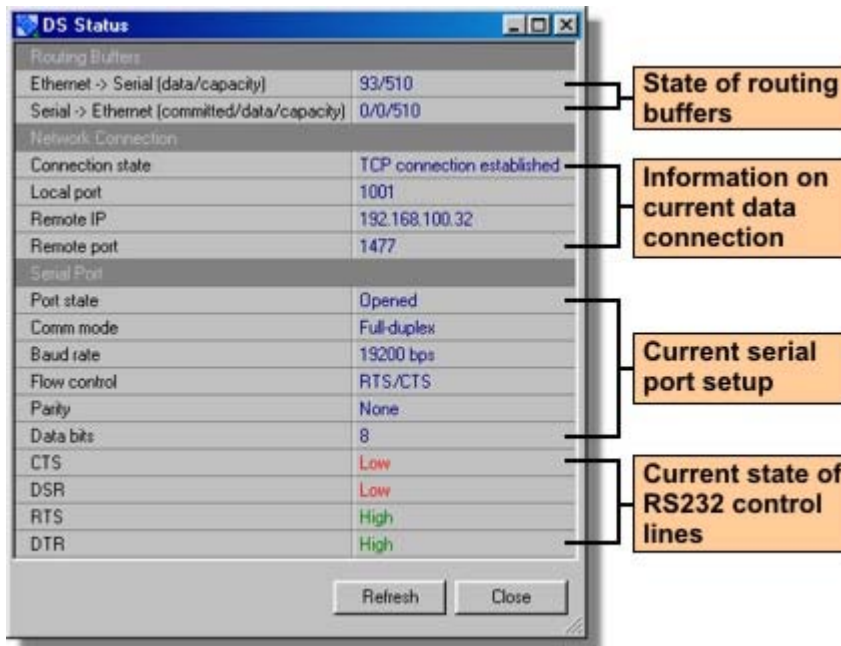 DS Status
Routing Buffers
Ethernet -> Serial (data/capacity) 93/510
Serial -> Ethernet (committed/data/capacity) 0/0/510
Network Connection
Connection state TCP connection established
Local port 1001
Remote IP 192.168.100.32
Remote port 1477
Serial Port
Port state Opened
Comm mode Full-duplex
Baud rate 19200 bps
Flow control RTS/CTS
Parity None
Data bits 8
CTS Low
DSR Low
RTS High
DTR High
Refresh Close
State of routing
buffers
Information on
current data
connection
Current serial
port setup
Current state of
RS232 control
lines